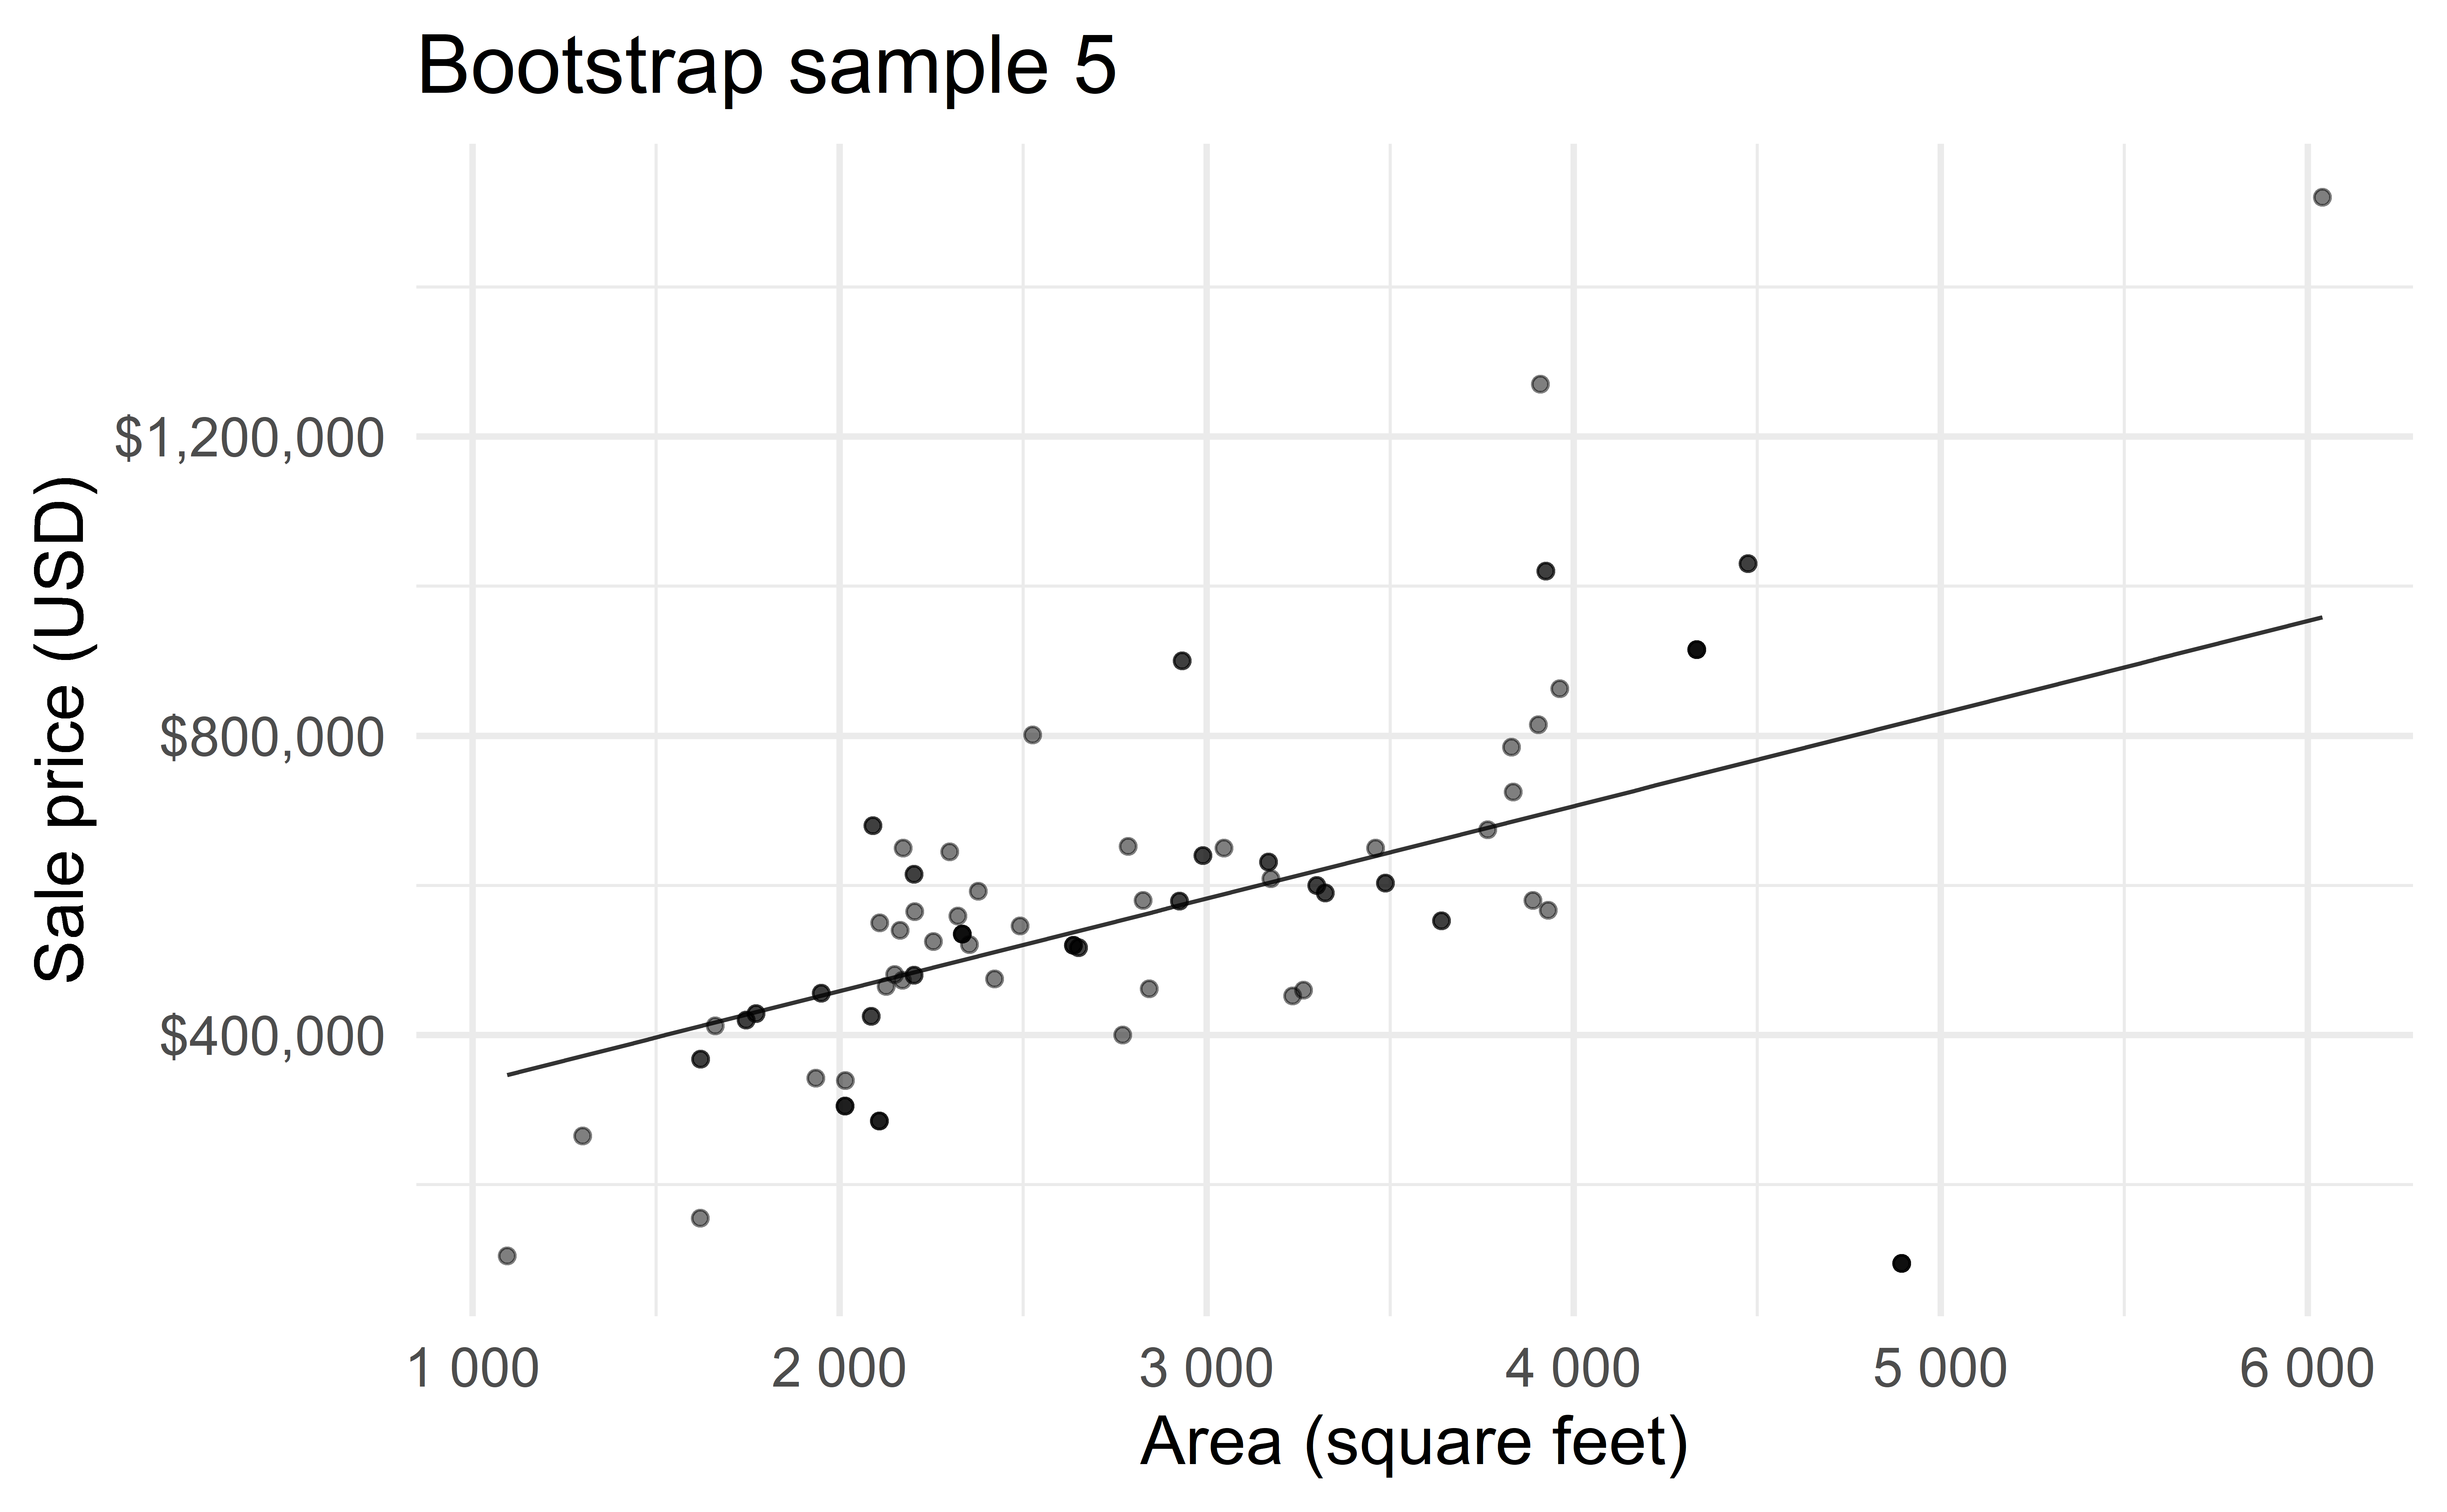 Bootstrap sample 5
Sale price (USD)
$1,200,000
$800,000
$400,000
1 000 2 000 3 000 4 000 5 000 6 000
Area (square feet)